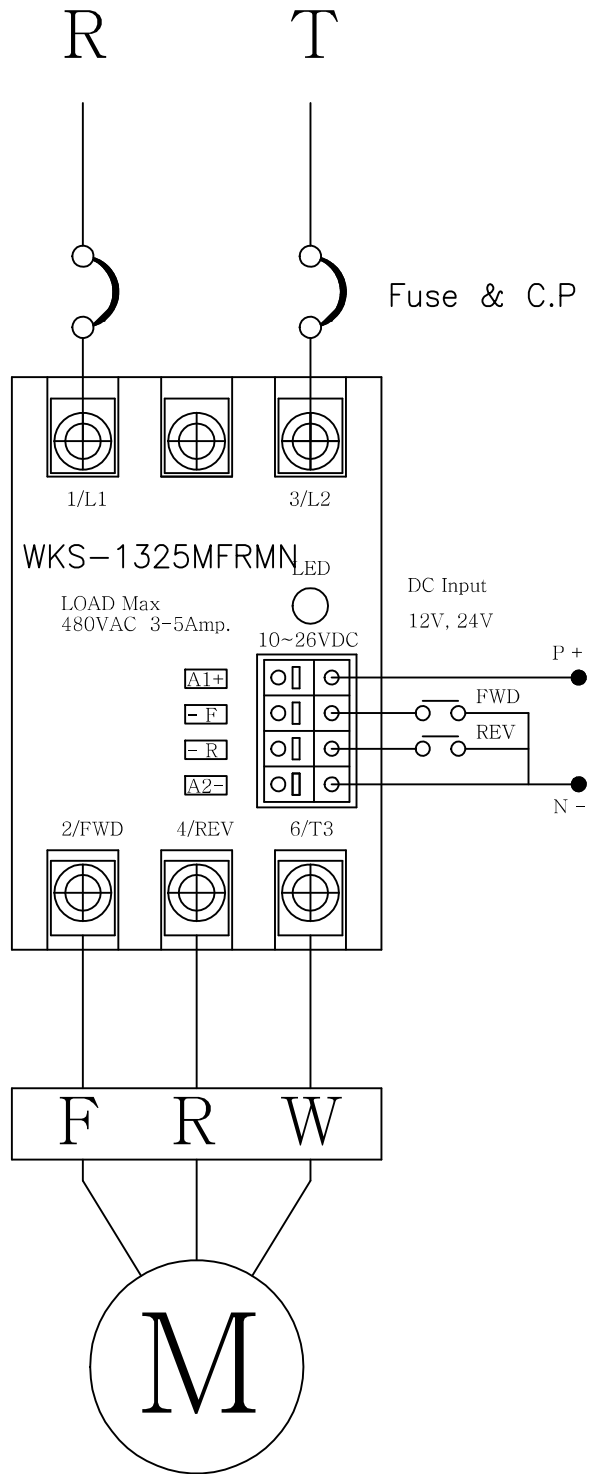 R T
Fuse & C.P
1/L1 3/L2
WKS-1325MFRMN
LED
LOAD Max
480VAC 3-5Amp.
DC Input
12V, 24V
10~26VDC
P +
A1+
FWD
- F
REV
- R
A2-
N -
2/FWD 4/REV 6/T3
F R W
M